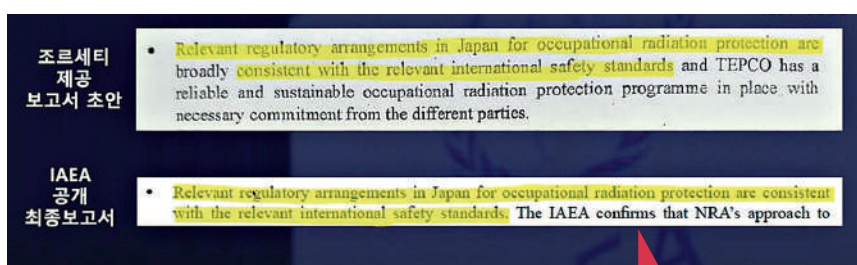 조르세티
제공
보고서 초안
• Relevant regulatory arrangements in Japan for occupational radiation protection are
broadly consistent with the relevant international safety standards and TEPCO has a
reliable and sustainable occupational radiation protection programme in place with
necessary commitment from the different parties.
IAEA
공개
최종보고서
• Relevant regulatory arrangements in Japan for occupational radiation protection are consistent
with the relevant international safety standards. The IAEA confirms that NRA's approach to